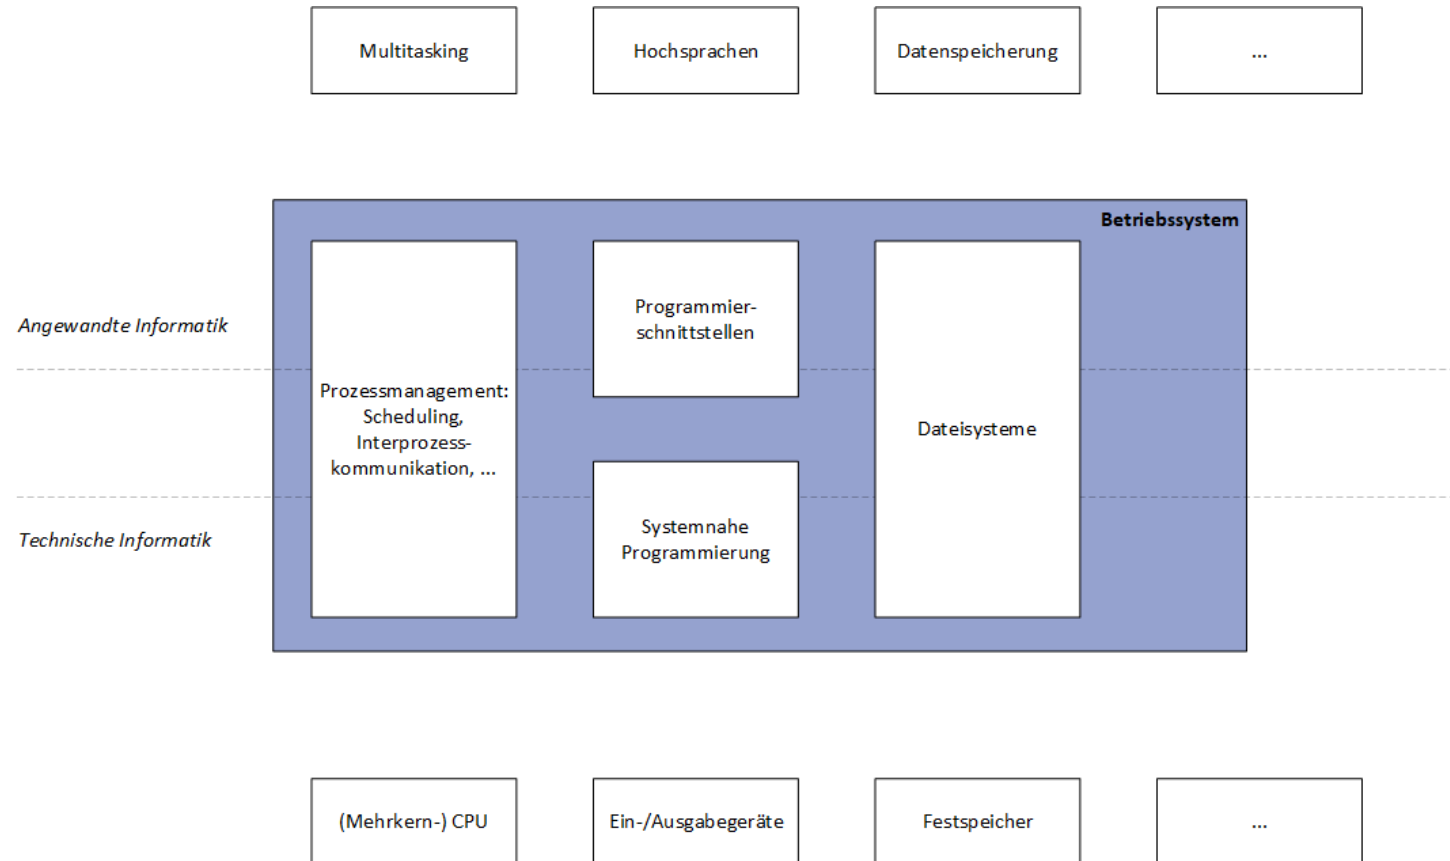 Multitasking
Hochsprachen
Datenspeicherung
...
Betriebssystem
Angewandte Informatik
Programmier-
schnittstellen
Prozessmanagement:
Scheduling,
Interprozess-
kommunikation, ...
Dateisysteme
Technische Informatik
Systemnahe
Programmierung
(Mehrkern-) CPU
Ein-/Ausgabegeräte
Festspeicher
...